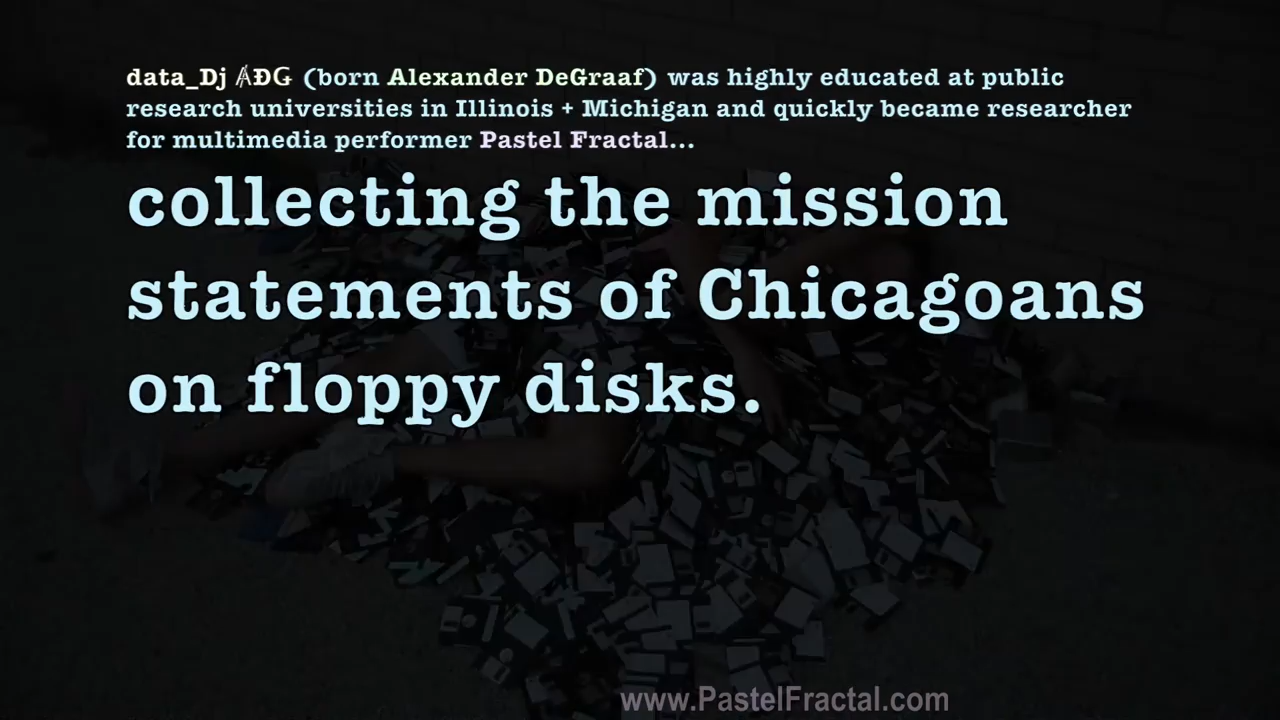 data_Dj ₳ĐǤ (born Alexander DeGraaf) was highly educated at public
research universities in Illinois + Michigan and quickly became researcher
for multimedia performer Pastel Fractal...
collecting the mission
statements of Chicagoans
on floppy disks.
www.PastelFractal.com